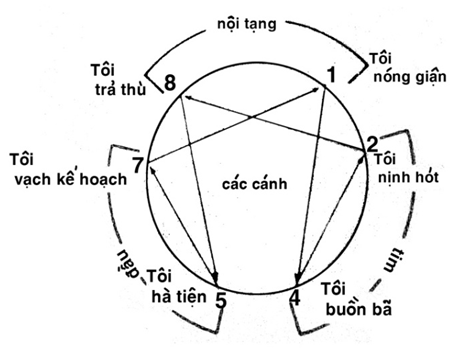 nội tạng
8
Tôi
trả thù
1
Tôi
nóng giận
7
Tôi
vạch kế hoạch
các cánh
2
Tôi
nịnh hót
đầu
tim
Tôi
hà tiện
5
4
Tôi
buồn bã